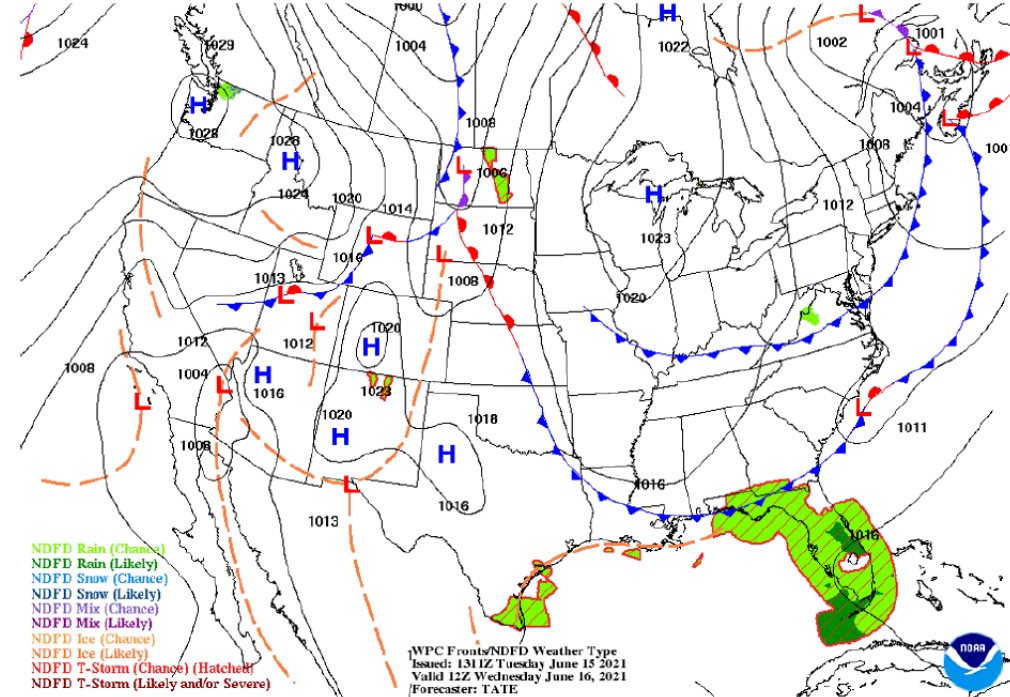 1000
1024
1029
1004
1022
1002
1001
1004
1008
1028
1028
1008
1006
1024
1020
1014
1012
1012
1023
1016
1013
1008
1020
1020
1012
1012
1008
1004
1016
1023
1020
1018
1011
1008
1016
1016
1013
1016
H
H
H
H
H
H
H
H
L
L
L
L
L
L
L
L
L
L
L
L
NDFD Rain (Chance)
NDFD Rain (Likely)
NDFD Snow (Chance)
NDFD Snow (Likely)
NDFD Mix (Chance)
NDFD Mix (Likely)
NDFD Ice (Chance)
NDFD Ice (Likely)
NDFD T-Storm (Chance) (Hatched)
NDFD T-Storm (Likely and/or Severe)
WPC Fronts/NDFD Weather Type
Issued: 1311Z Tuesday June 15 2021
Valid 12Z Wednesday June 16, 2021
Forecaster: TATE
NOAA